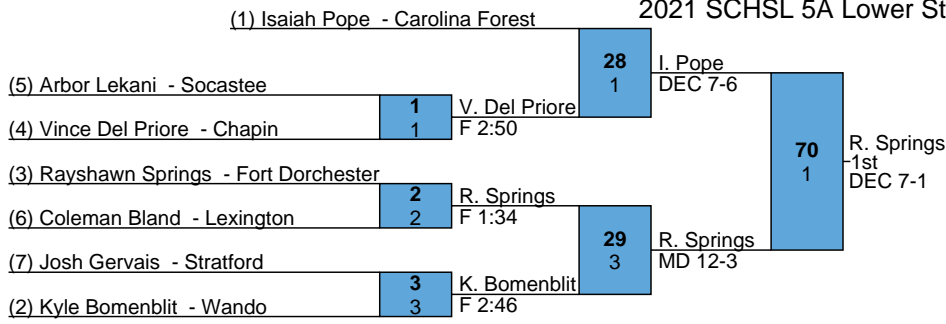 2021 SCHSL 5A Lower St
(1) Isaiah Pope - Carolina Forest
28
1
I. Pope
DEC 7-6
(5) Arbor Lekani - Socastee
1
1
V. Del Priore
F 2:50
(4) Vince Del Priore - Chapin
70
1
R. Springs
1st
DEC 7-1
(3) Rayshawn Springs - Fort Dorchester
2
2
R. Springs
F 1:34
(6) Coleman Bland - Lexington
29
3
R. Springs
MD 12-3
(7) Josh Gervais - Stratford
3
3
K. Bomenblit
F 2:46
(2) Kyle Bomenblit - Wando